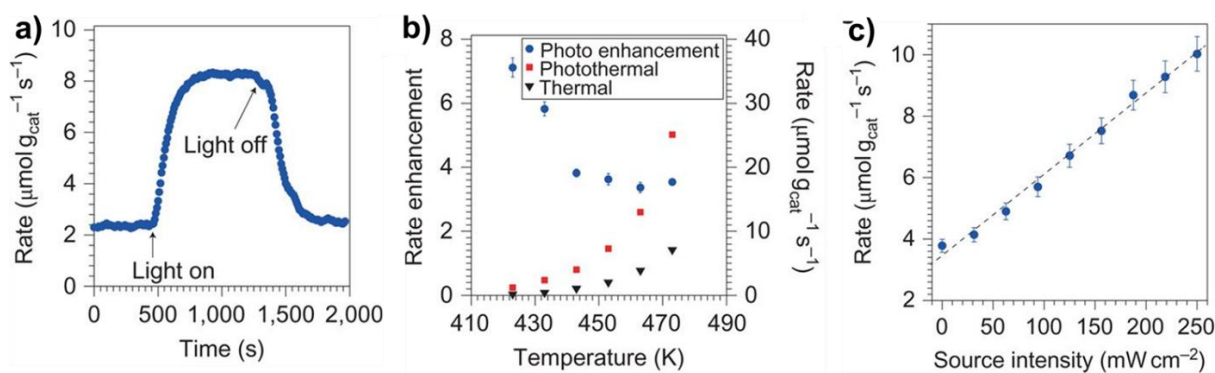 a)
Rate (μmol gcat⁻¹ s⁻¹)
10
8
6
4
2
0
Light on
Light off
0 500 1,000 1,500 2,000
Time (s)
b)
Rate enhancement
8
6
4
2
0
Photo enhancement
Photothermal
Thermal
40
30
20
10
0
Rate (μmol gcat⁻¹ s⁻¹)
410 430 450 470 490
Temperature (K)
c)
Rate (μmol gcat⁻¹ s⁻¹)
10
8
6
4
2
0 50 100 150 200 250
Source intensity (mW cm⁻²)